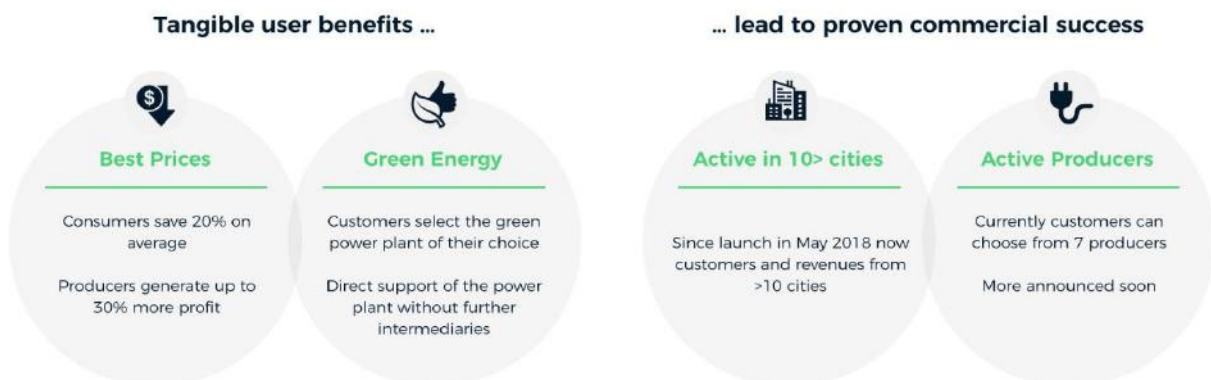 Tangible user benefits ...
... lead to proven commercial success
Best Prices
Consumers save 20% on
average
Producers generate up to
30% more profit
Green Energy
Customers select the green
power plant of their choice
Direct support of the power
plant without further
intermediaries
Active in 10> cities
Since launch in May 2018 now
customers and revenues from
>10 cities
Active Producers
Currently customers can
choose from 7 producers
More announced soon